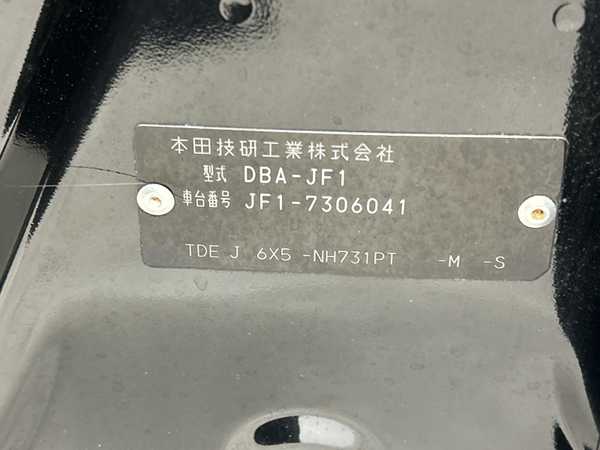 本田技研工業株式会社
型式 DBA-JF1
車台番号 JF1-7306041
TDE J 6X5 -NH731PT -M -S